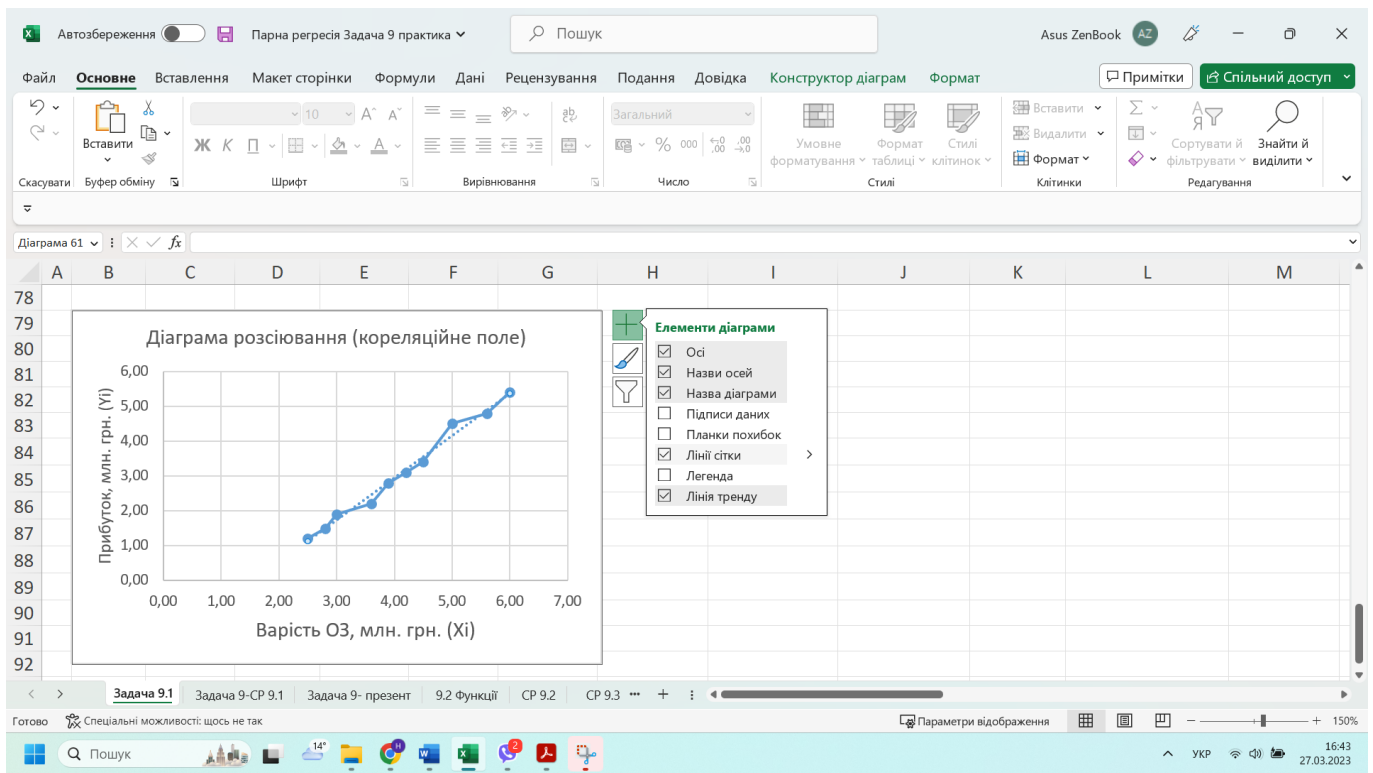 Автозбереження
Парна регресія Задача 9 практика
Пошук
Asus ZenBook
AZ
Файл Основне Вставлення Макет сторінки Формули Дані Рецензування Подання Довідка Конструктор діаграм Формат
Примітки
Спільний доступ
Вставити
10
Ж К П
А
Загальний
% 000
Умовне форматування
Формат таблиці
Стилі клітинок
Вставити
Видалити
Формат
Сортувати й фільтрувати
Знайти й виділити
Скасувати Буфер обміну Шрифт Вирівнювання Число Стилі Клітинки Редагування
Діаграма 61
fx
A B C D E F G H I J K L M
78
79
80
81
82
83
84
85
86
87
88
89
90
91
92
Діаграма розсіювання (кореляційне поле)
Прибуток, млн. грн. (Yi)
6,00
5,00
4,00
3,00
2,00
1,00
0,00
0,00 1,00 2,00 3,00 4,00 5,00 6,00 7,00
Варість ОЗ, млн. грн. (Xi)
Елементи діаграми
Осі
Назви осей
Назва діаграми
Підписи даних
Планки похибок
Лінії сітки
Легенда
Лінія тренду
Задача 9.1 Задача 9-СР 9.1 Задача 9- презент 9.2 Функції СР 9.2 СР 9.3
Готово
Спеціальні можливості: щось не так
Параметри відображення
150%
Пошук
14°
2
УКР
16:43
27.03.2023